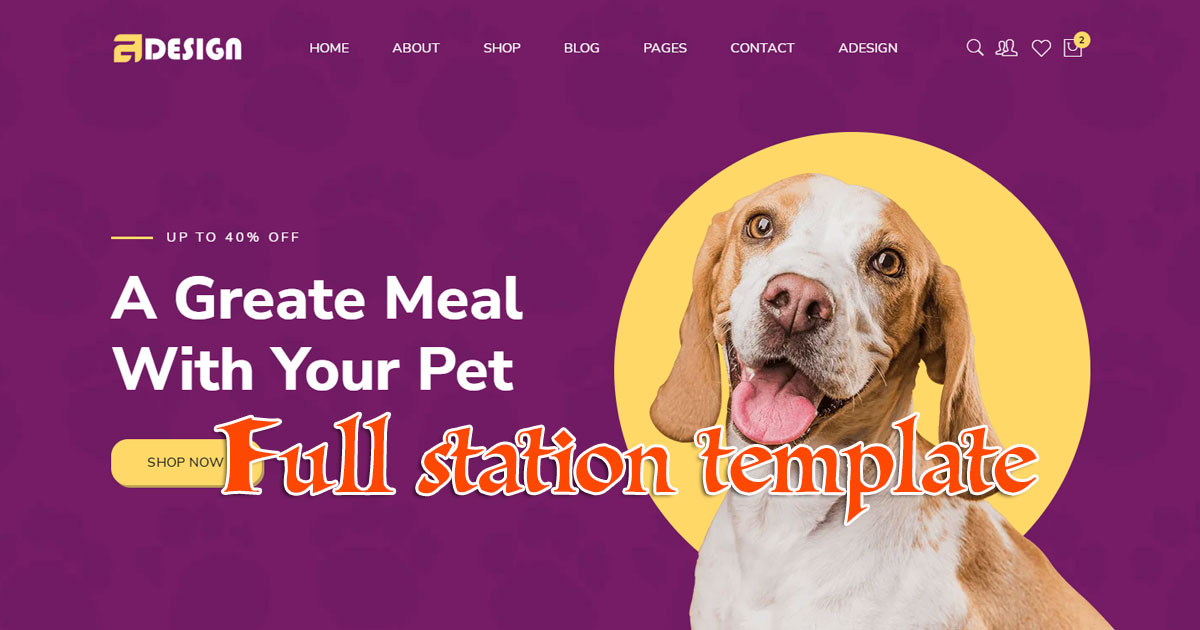 aDESIGN
HOME ABOUT SHOP BLOG PAGES CONTACT ADESIGN
2
UP TO 40% OFF
A Greate Meal
With Your Pet
SHOP NOW
Full station template